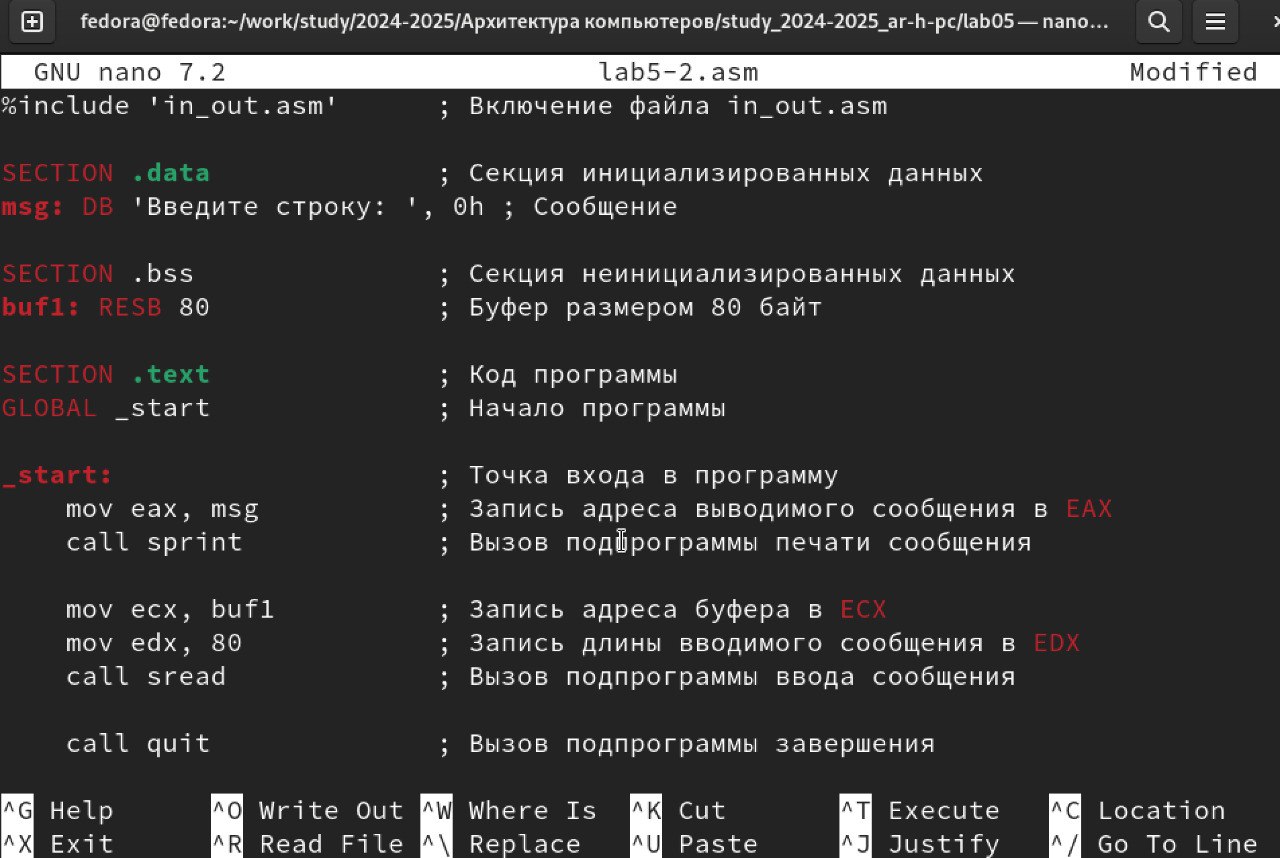 fedora@fedora:~/work/study/2024-2025/Архитектура компьютеров/study_2024-2025_ar-h-pc/lab05 — nano...
GNU nano 7.2 lab5-2.asm Modified
%include 'in_out.asm' ; Включение файла in_out.asm
SECTION .data ; Секция инициализированных данных
msg: DB 'Введите строку: ', 0h ; Сообщение
SECTION .bss ; Секция неинициализированных данных
buf1: RESB 80 ; Буфер размером 80 байт
SECTION .text ; Код программы
GLOBAL _start ; Начало программы
_start: ; Точка входа в программу
mov eax, msg ; Запись адреса выводимого сообщения в EAX
call sprint ; Вызов подпрограммы печати сообщения
mov ecx, buf1 ; Запись адреса буфера в ECX
mov edx, 80 ; Запись длины вводимого сообщения в EDX
call sread ; Вызов подпрограммы ввода сообщения
call quit ; Вызов подпрограммы завершения
^G Help ^O Write Out ^W Where Is ^K Cut ^T Execute ^C Location
^X Exit ^R Read File ^\ Replace ^U Paste ^J Justify ^/ Go To Line